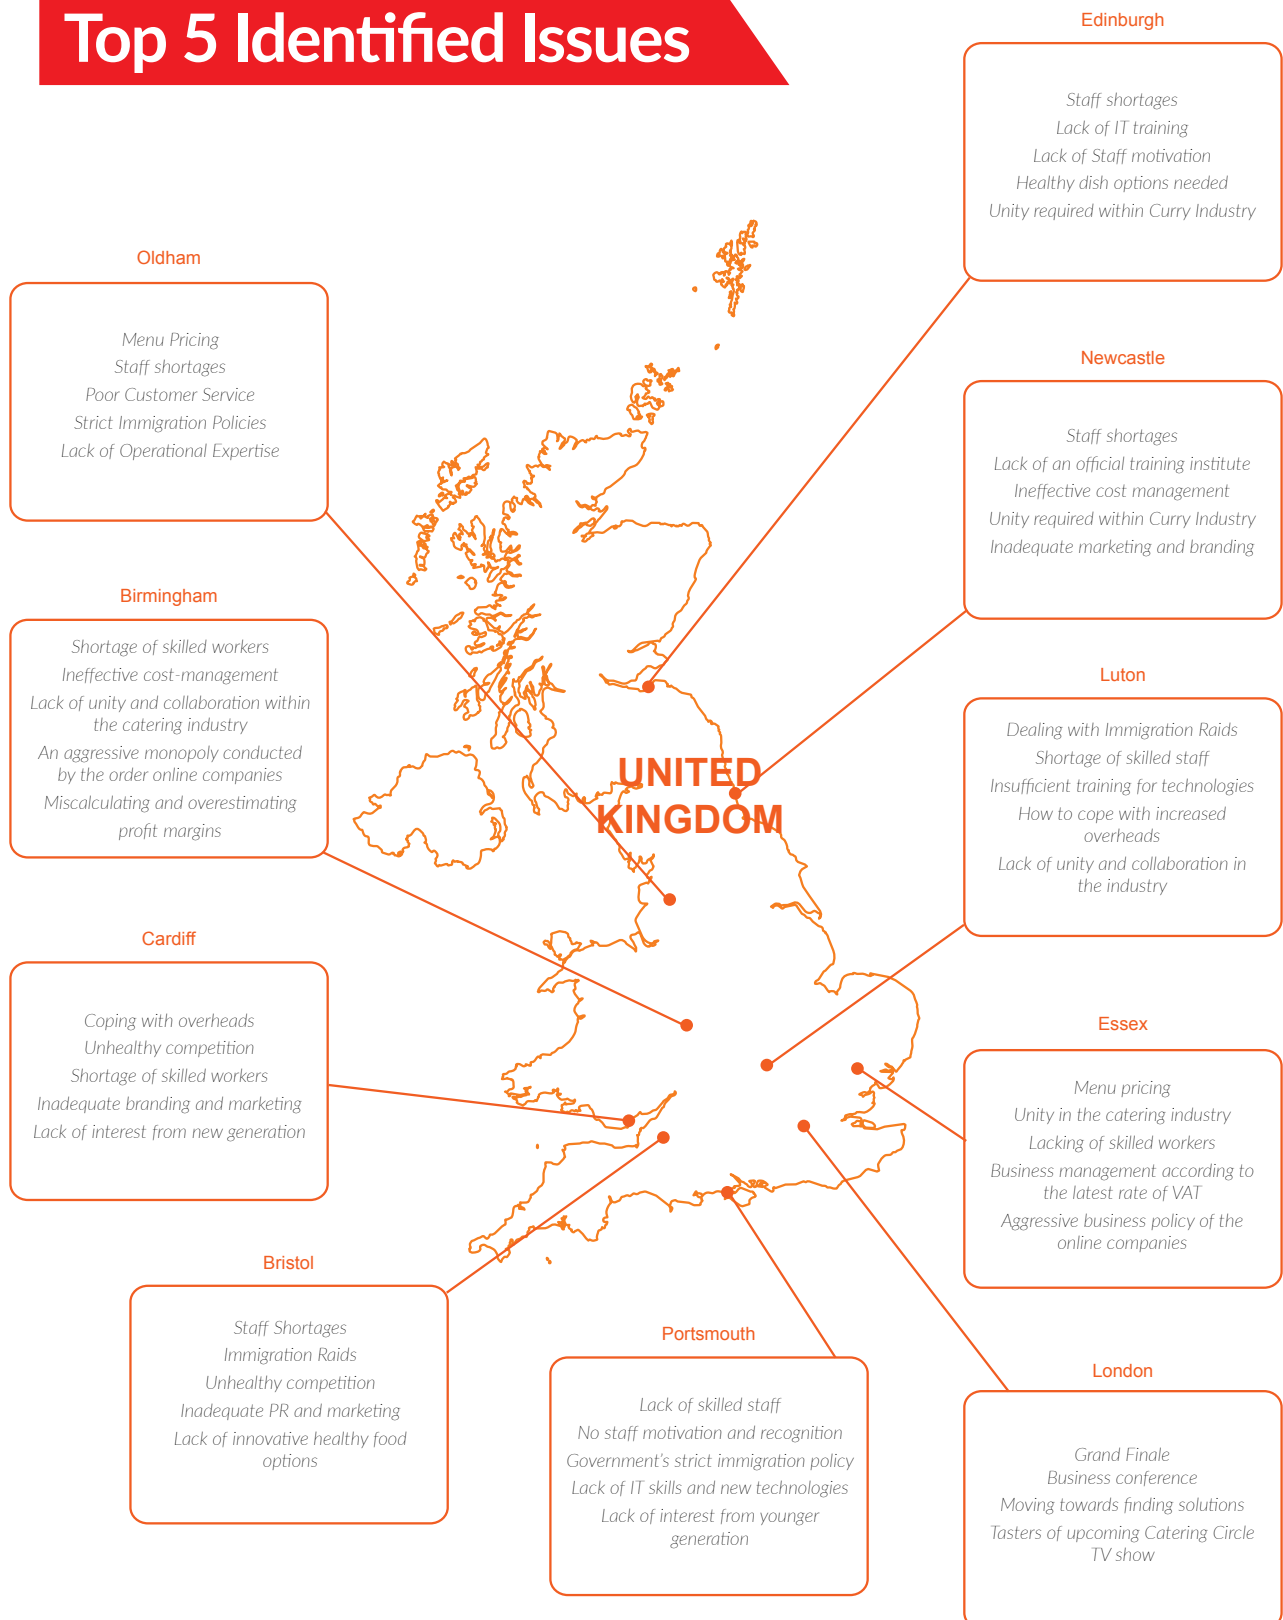 Top 5 Identified Issues
Edinburgh
Staff shortages
Lack of IT training
Lack of Staff motivation
Healthy dish options needed
Unity required within Curry Industry
Oldham
Menu Pricing
Staff shortages
Poor Customer Service
Strict Immigration Policies
Lack of Operational Expertise
Newcastle
Staff shortages
Lack of an official training institute
Ineffective cost management
Unity required within Curry Industry
Inadequate marketing and branding
Birmingham
Shortage of skilled workers
Ineffective cost-management
Lack of unity and collaboration within
the catering industry
An aggressive monopoly conducted
by the order online companies
Miscalculating and overestimating
profit margins
Luton
Dealing with Immigration Raids
Shortage of skilled staff
Insufficient training for technologies
How to cope with increased
overheads
Lack of unity and collaboration in
the industry
UNITED
KINGDOM
Cardiff
Coping with overheads
Unhealthy competition
Shortage of skilled workers
Inadequate branding and marketing
Lack of interest from new generation
Essex
Menu pricing
Unity in the catering industry
Lacking of skilled workers
Business management according to
the latest rate of VAT
Aggressive business policy of the
online companies
Bristol
Staff Shortages
Immigration Raids
Unhealthy competition
Inadequate PR and marketing
Lack of innovative healthy food
options
Portsmouth
Lack of skilled staff
No staff motivation and recognition
Government's strict immigration policy
Lack of IT skills and new technologies
Lack of interest from younger
generation
London
Grand Finale
Business conference
Moving towards finding solutions
Tasters of upcoming Catering Circle
TV show